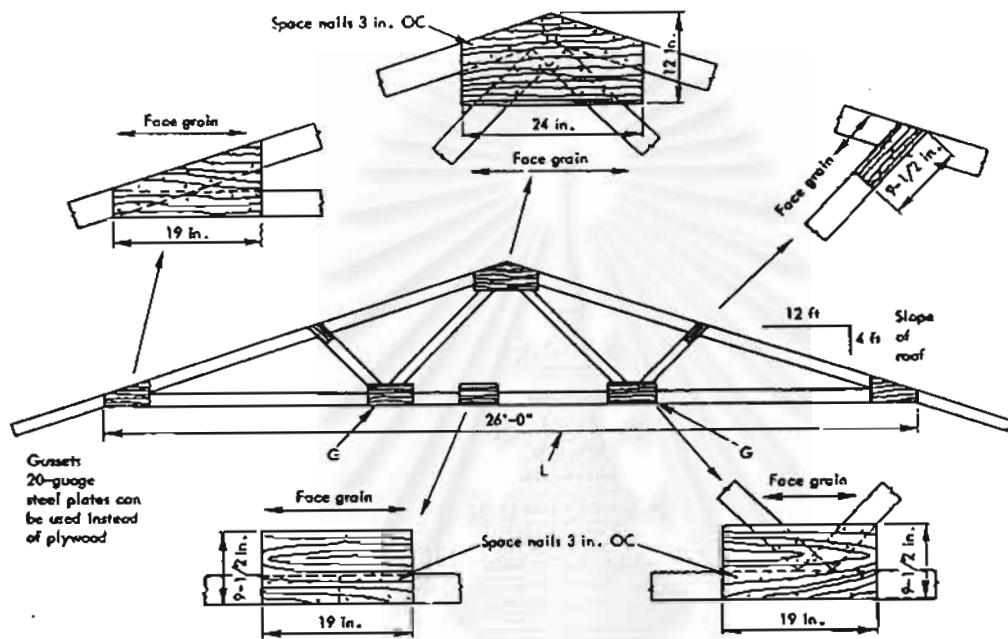 Space nails 3 in. OC
12 in.
24 in.
Face grain
Face grain
19 in.
Face grain
9-1/2 in.
12 ft
4 ft
Slope
of
roof
26'-0"
G
L
G
Gussets
20-guage
steel plates can
be used instead
of plywood
Face grain
9-1/2 in.
19 in.
Space nails 3 in. OC
Face grain
9-1/2 in.
19 in.